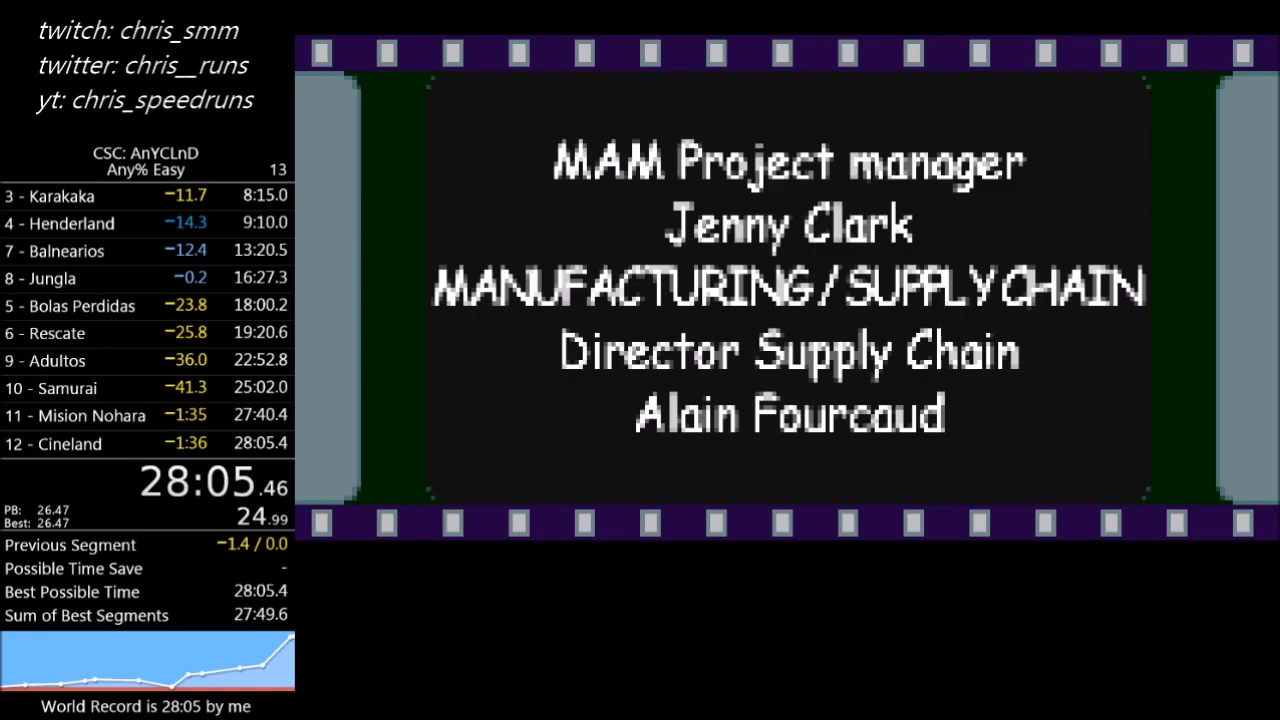 twitch: chris_smm
twitter: chris__runs
yt: chris_speedruns
CSC: AnYCLnD
Any% Easy 13
3 - Karakaka −11.7 8:15.0
4 - Henderland −14.3 9:10.0
7 - Balnearios −12.4 13:20.5
8 - Jungla −0.2 16:27.3
5 - Bolas Perdidas −23.8 18:00.2
6 - Rescate −25.8 19:20.6
9 - Adultos −36.0 22:52.8
10 - Samurai −41.3 25:02.0
11 - Mision Nohara −1:35 27:40.4
12 - Cineland −1:36 28:05.4
28:05.46
PB: 26.47
Best: 26.47
24.99
Previous Segment −1.4 / 0.0
Possible Time Save -
Best Possible Time 28:05.4
Sum of Best Segments 27:49.6
World Record is 28:05 by me
MAM Project manager
Jenny Clark
MANUFACTURING / SUPPLY CHAIN
Director Supply Chain
Alain Fourcaud